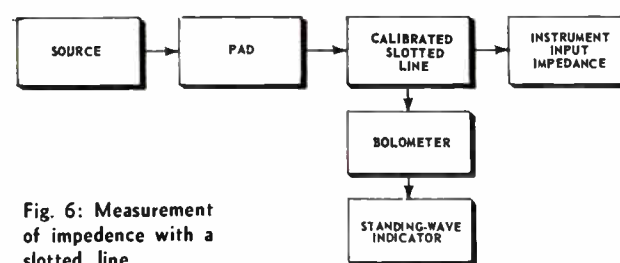 SOURCE
PAD
CALIBRATED
SLOTTED
LINE
INSTRUMENT
INPUT
IMPEDANCE
BOLOMETER
STANDING-WAVE
INDICATOR
Fig. 6: Measurement
of impedence with a
slotted line